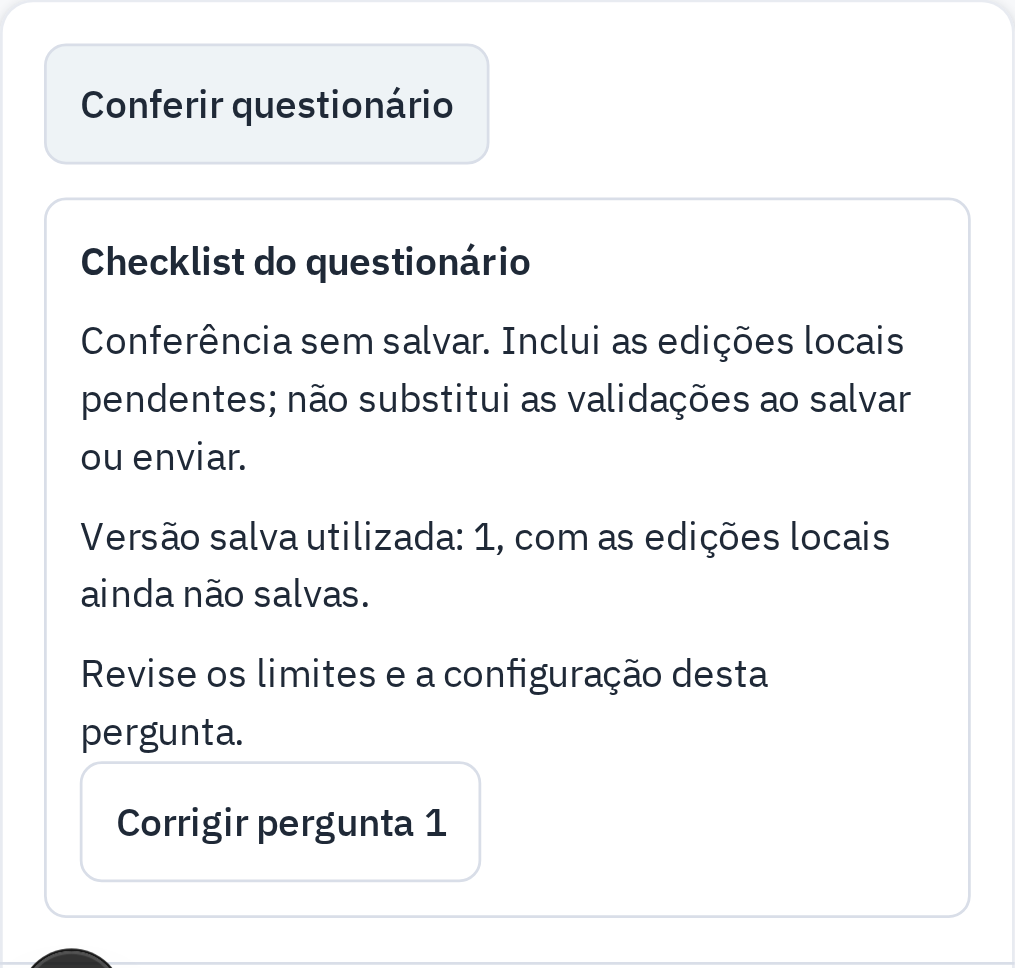 Conferir questionário
Checklist do questionário
Conferência sem salvar. Inclui as edições locais
pendentes; não substitui as validações ao salvar
ou enviar.
Versão salva utilizada: 1, com as edições locais
ainda não salvas.
Revise os limites e a configuração desta
pergunta.
Corrigir pergunta 1